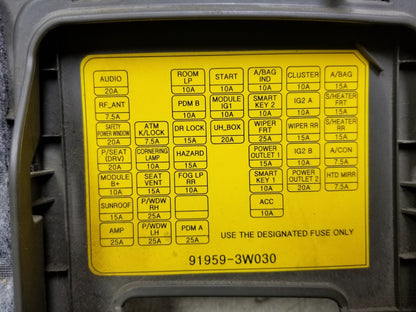 AUDIO
20A
RF_ANT
7.5A
SAFETY
POWER WINDOW
20A
P/SEAT
(DRV)
20A
MODULE
B+
10A
SUNROOF
15A
AMP
25A
ATM
K/LOCK
7.5A
CORNERING
LAMP
10A
SEAT
VENT
15A
P/WDW
RH
25A
P/WDW
LH
25A
ROOM
LP
10A
PDM B
10A
DR LOCK
15A
HAZARD
15A
FOG LP
RR
10A
PDM A
25A
START
10A
MODULE
IG1
10A
UH_BOX
20A
A/BAG
IND
10A
SMART
KEY 2
10A
WIPER
FRT
25A
POWER
OUTLET 1
15A
SMART
KEY 1
10A
ACC
10A
CLUSTER
10A
IG2 A
10A
WIPER RR
15A
IG2 B
10A
POWER
OUTLET 2
20A
A/BAG
15A
S/HEATER
FRT
15A
S/HEATER
RR
15A
A/CON
7.5A
HTD MIRR
7.5A
USE THE DESIGNATED FUSE ONLY
91959-3W030